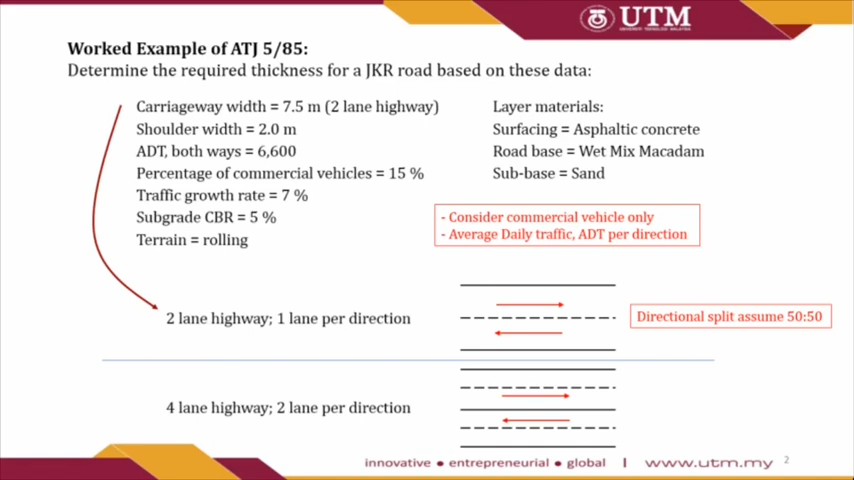 UTM
UNIVERSITI TEKNOLOGI MALAYSIA
Worked Example of ATJ 5/85:
Determine the required thickness for a JKR road based on these data:
Carriageway width = 7.5 m (2 lane highway)
Shoulder width = 2.0 m
ADT, both ways = 6,600
Percentage of commercial vehicles = 15 %
Traffic growth rate = 7 %
Subgrade CBR = 5 %
Terrain = rolling
Layer materials:
Surfacing = Asphaltic concrete
Road base = Wet Mix Macadam
Sub-base = Sand
- Consider commercial vehicle only
- Average Daily traffic, ADT per direction
2 lane highway; 1 lane per direction
Directional split assume 50:50
4 lane highway; 2 lane per direction
innovative ● entrepreneurial ● global | www.utm.my
2